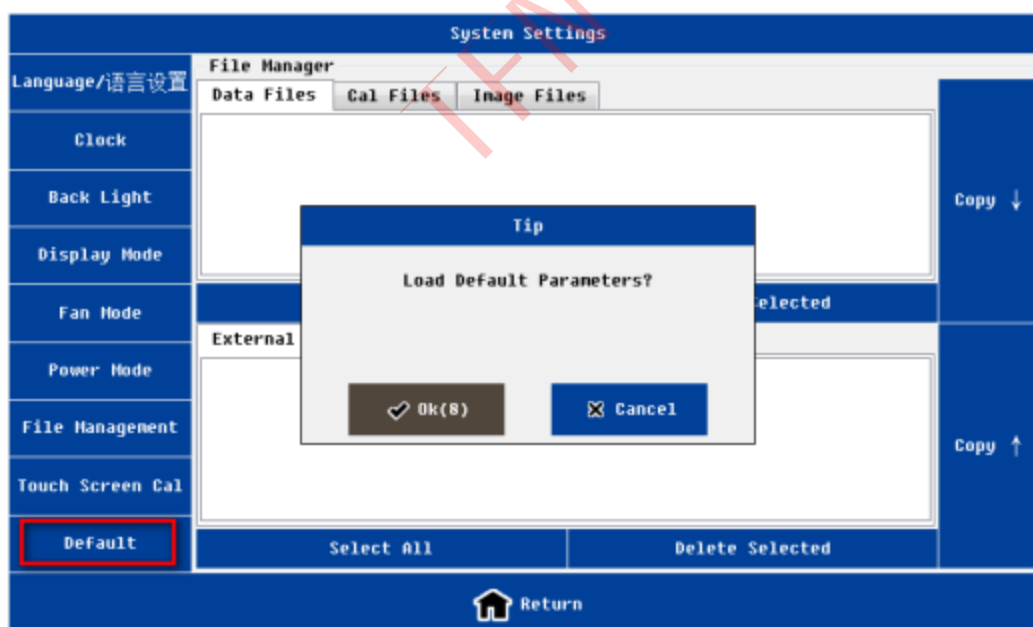 System Settings
Language/语言设置
Clock
Back Light
Display Mode
Fan Mode
Power Mode
File Management
Touch Screen Cal
Default
File Manager
Data Files Cal Files Image Files
Copy ↓
Tip
Load Default Parameters?
Ok(8) Cancel
elected
External
Copy ↑
Select All Delete Selected
Return
TFN